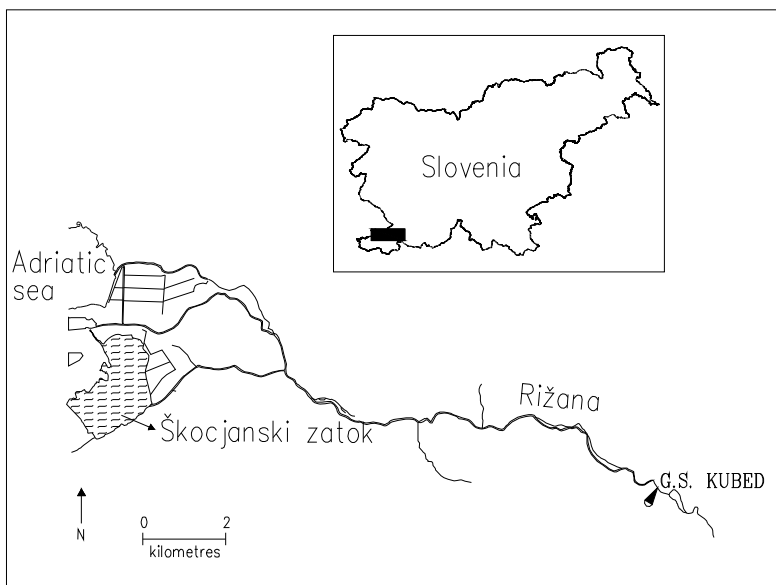 Slovenia
Adriatic
sea
Rižana
Škocjanski zatok
G.S. KUBED
N
0 2
kilometres